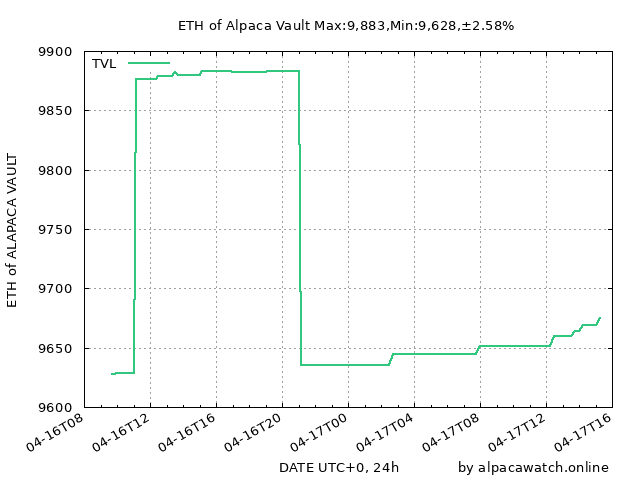 ETH of Alpaca Vault Max:9,883,Min:9,628,±2.58%
TVL
9900
9850
9800
9750
9700
9650
9600
ETH of ALAPACA VAULT
04-16T08
04-16T12
04-16T16
04-16T20
04-17T00
04-17T04
04-17T08
04-17T12
04-17T16
DATE UTC+0, 24h
by alpacawatch.online